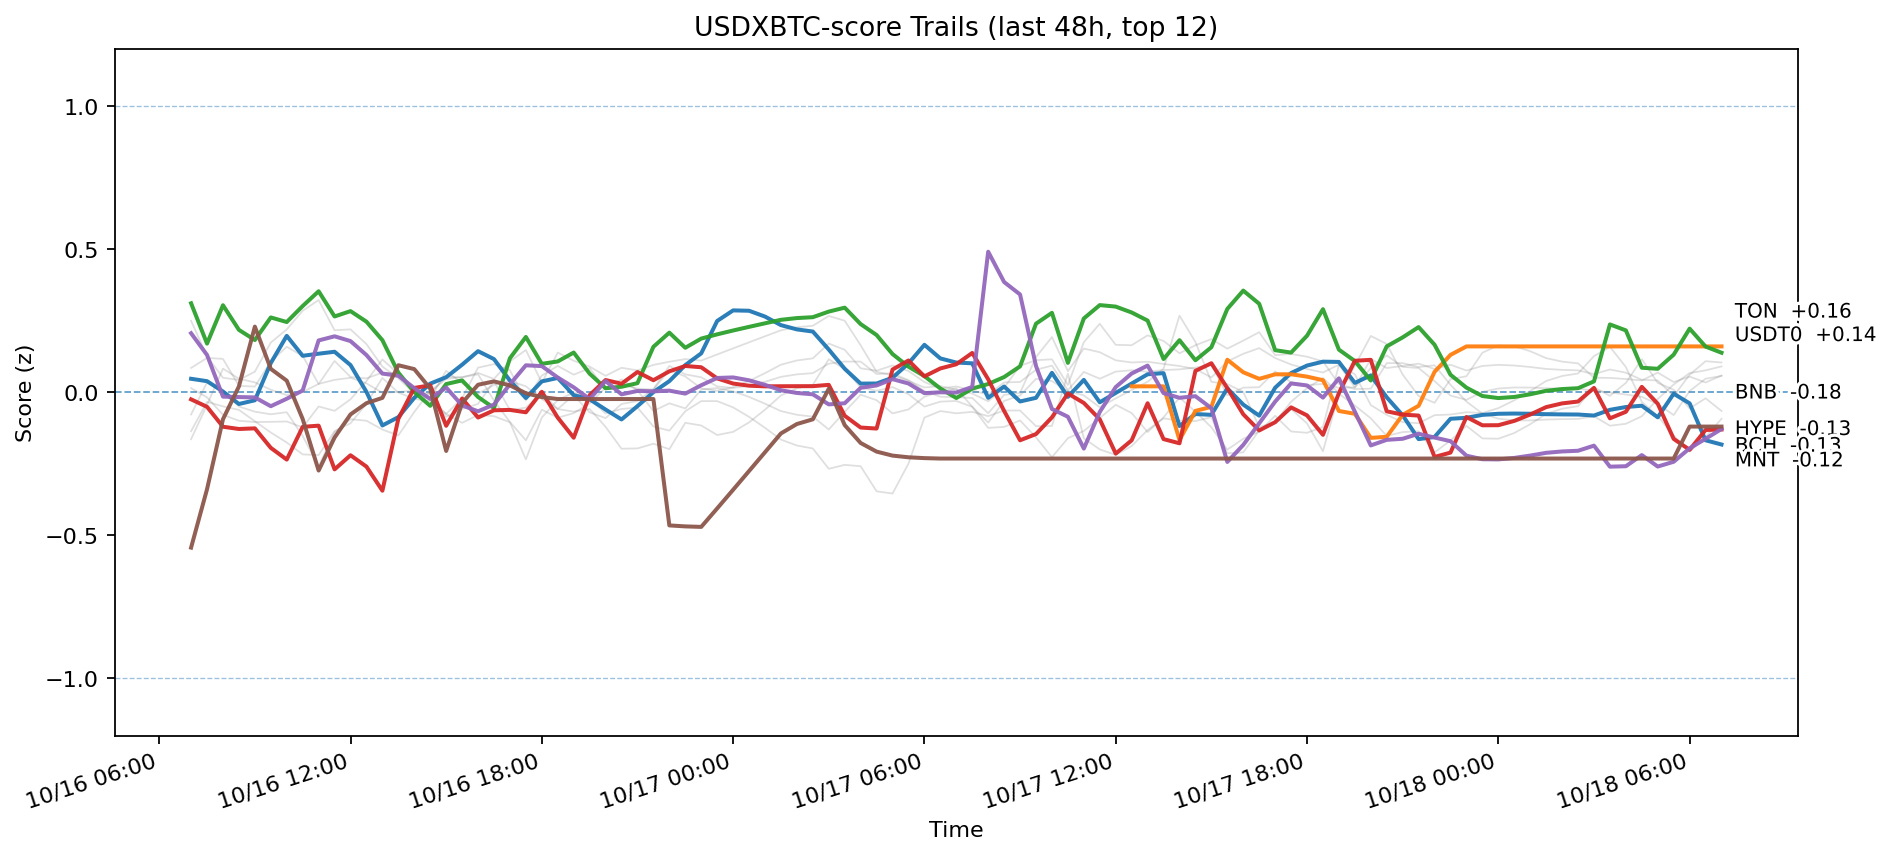 USDXBTC-score Trails (last 48h, top 12)
Score (z)
1.0
0.5
0.0
−0.5
−1.0
TON +0.16
USDT0 +0.14
BNB -0.18
HYPE -0.13
BCH -0.13
MNT -0.12
10/16 06:00
10/16 12:00
10/16 18:00
10/17 00:00
10/17 06:00
10/17 12:00
10/17 18:00
10/18 00:00
10/18 06:00
Time